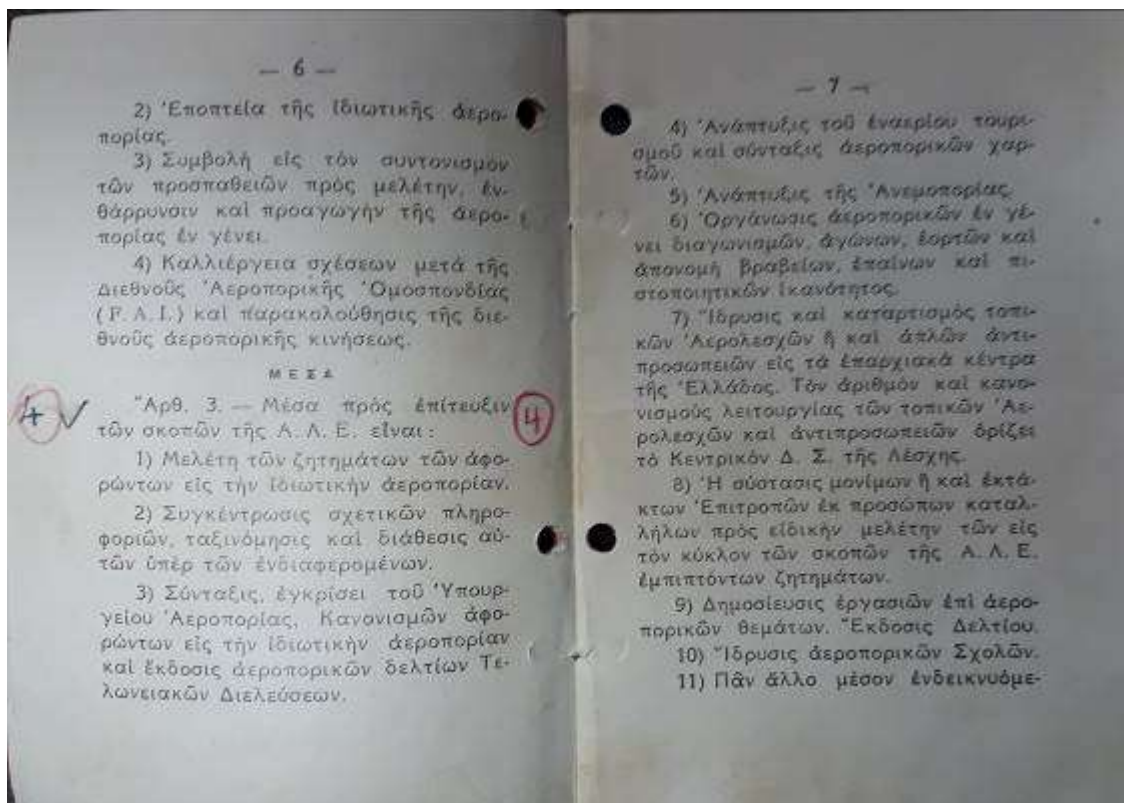 — 6 —
2) Ἐποπτεία τῆς ἰδιωτικῆς ἀερο-
πορίας.
3) Συμβολὴ εἰς τὸν συντονισμὸν
τῶν προσπαθειῶν πρὸς μελέτην, ἐν-
θάρρυνσιν καὶ προαγωγὴν τῆς ἀερο-
πορίας ἐν γένει.
4) Καλλιέργεια σχέσεων μετὰ τῆς
Διεθνοῦς Ἀεροπορικῆς Ὁμοσπονδίας
(F. A. I.) καὶ παρακολούθησις τῆς διε-
θνοῦς ἀεροπορικῆς κινήσεως.
ΜΕΣΑ
4 ✓ Ἄρθ. 3. — Μέσα πρὸς ἐπίτευξιν 4
τῶν σκοπῶν τῆς Α. Λ. Ε. εἶναι :
1) Μελέτη τῶν ζητημάτων τῶν ἀφο-
ρώντων εἰς τὴν ἰδιωτικὴν ἀεροπορίαν.
2) Συγκέντρωσις σχετικῶν πληρο-
φοριῶν, ταξινόμησις καὶ διάθεσις αὐ-
τῶν ὑπὲρ τῶν ἐνδιαφερομένων.
3) Σύνταξις, ἐγκρίσει τοῦ Ὑπουρ-
γείου Ἀεροπορίας, Κανονισμῶν ἀφο-
ρώντων εἰς τὴν ἰδιωτικὴν ἀεροπορίαν
καὶ ἔκδοσις ἀεροπορικῶν δελτίων Τε-
λωνειακῶν Διελεύσεων.
— 7 —
4) Ἀνάπτυξις τοῦ ἐναερίου τουρι-
σμοῦ καὶ σύνταξις ἀεροπορικῶν χαρ-
τῶν.
5) Ἀνάπτυξις τῆς Ἀνεμοπορίας.
6) Ὀργάνωσις ἀεροπορικῶν ἐν γέ-
νει διαγωνισμῶν, ἀγώνων, ἑορτῶν καὶ
ἀπονομὴ βραβείων, ἐπαίνων καὶ πι-
στοποιητικῶν ἱκανότητος.
7) Ἵδρυσις καὶ καταρτισμὸς τοπι-
κῶν Ἀερολεσχῶν ἢ καὶ ἁπλῶν ἀντι-
προσωπειῶν εἰς τὰ ἐπαρχιακὰ κέντρα
τῆς Ἑλλάδος. Τὸν ἀριθμὸν καὶ κανο-
νισμοὺς λειτουργίας τῶν τοπικῶν Ἀε-
ρολεσχῶν καὶ ἀντιπροσωπειῶν ὁρίζει
τὸ Κεντρικὸν Δ. Σ. τῆς Λέσχης.
8) Ἡ σύστασις μονίμων ἢ καὶ ἐκτά-
κτων Ἐπιτροπῶν ἐκ προσώπων καταλ-
λήλων πρὸς εἰδικὴν μελέτην τῶν εἰς
τὸν κύκλον τῶν σκοπῶν τῆς Α. Λ. Ε.
ἐμπιπτόντων ζητημάτων.
9) Δημοσίευσις ἐργασιῶν ἐπὶ ἀερο-
πορικῶν θεμάτων. Ἔκδοσις Δελτίου.
10) Ἵδρυσις ἀεροπορικῶν Σχολῶν.
11) Πᾶν ἄλλο μέσον ἐνδεικνυόμε-